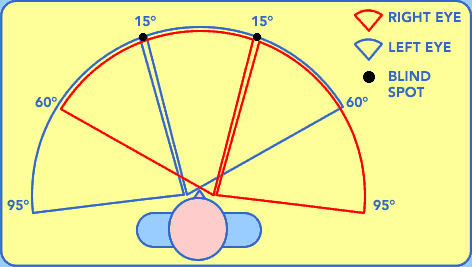 15° 15°
RIGHT EYE
LEFT EYE
BLIND
SPOT
60° 60°
95° 95°